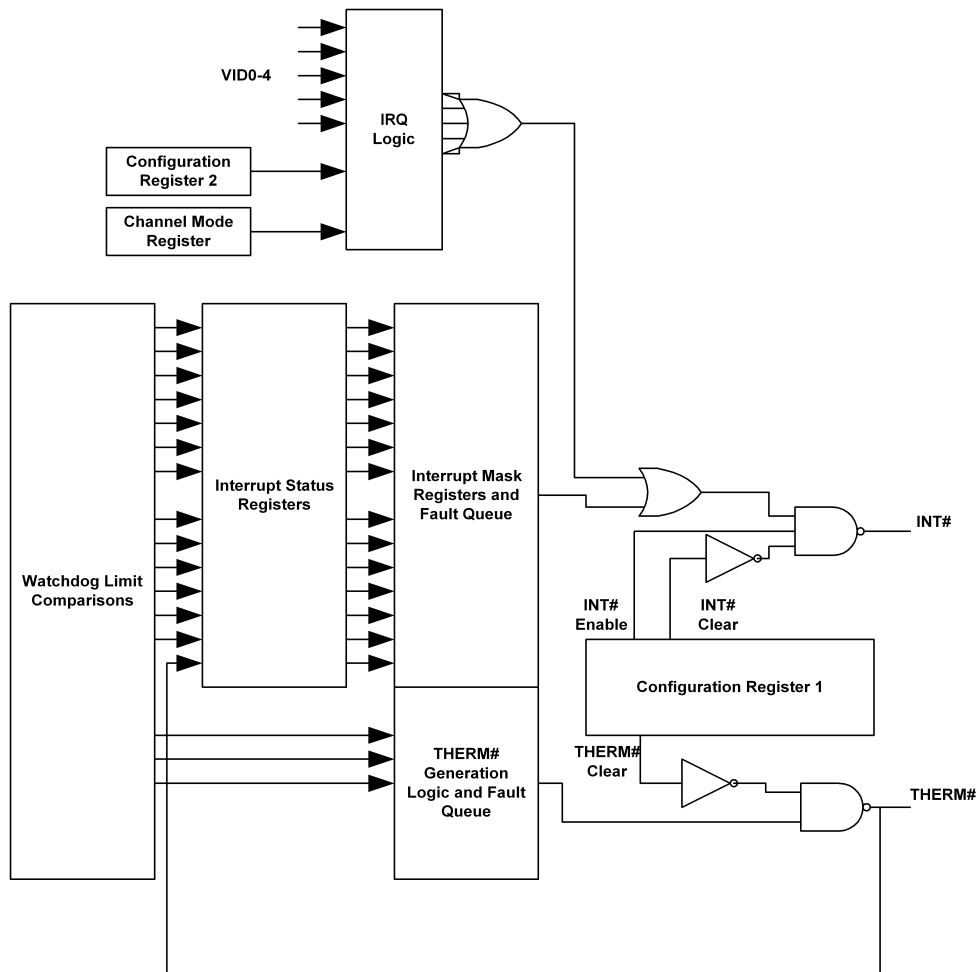 VID0-4
IRQ
Logic
Configuration
Register 2
Channel Mode
Register
Watchdog Limit
Comparisons
Interrupt Status
Registers
Interrupt Mask
Registers and
Fault Queue
INT#
INT#
Enable
INT#
Clear
Configuration Register 1
THERM#
Clear
THERM#
Generation
Logic and Fault
Queue
THERM#